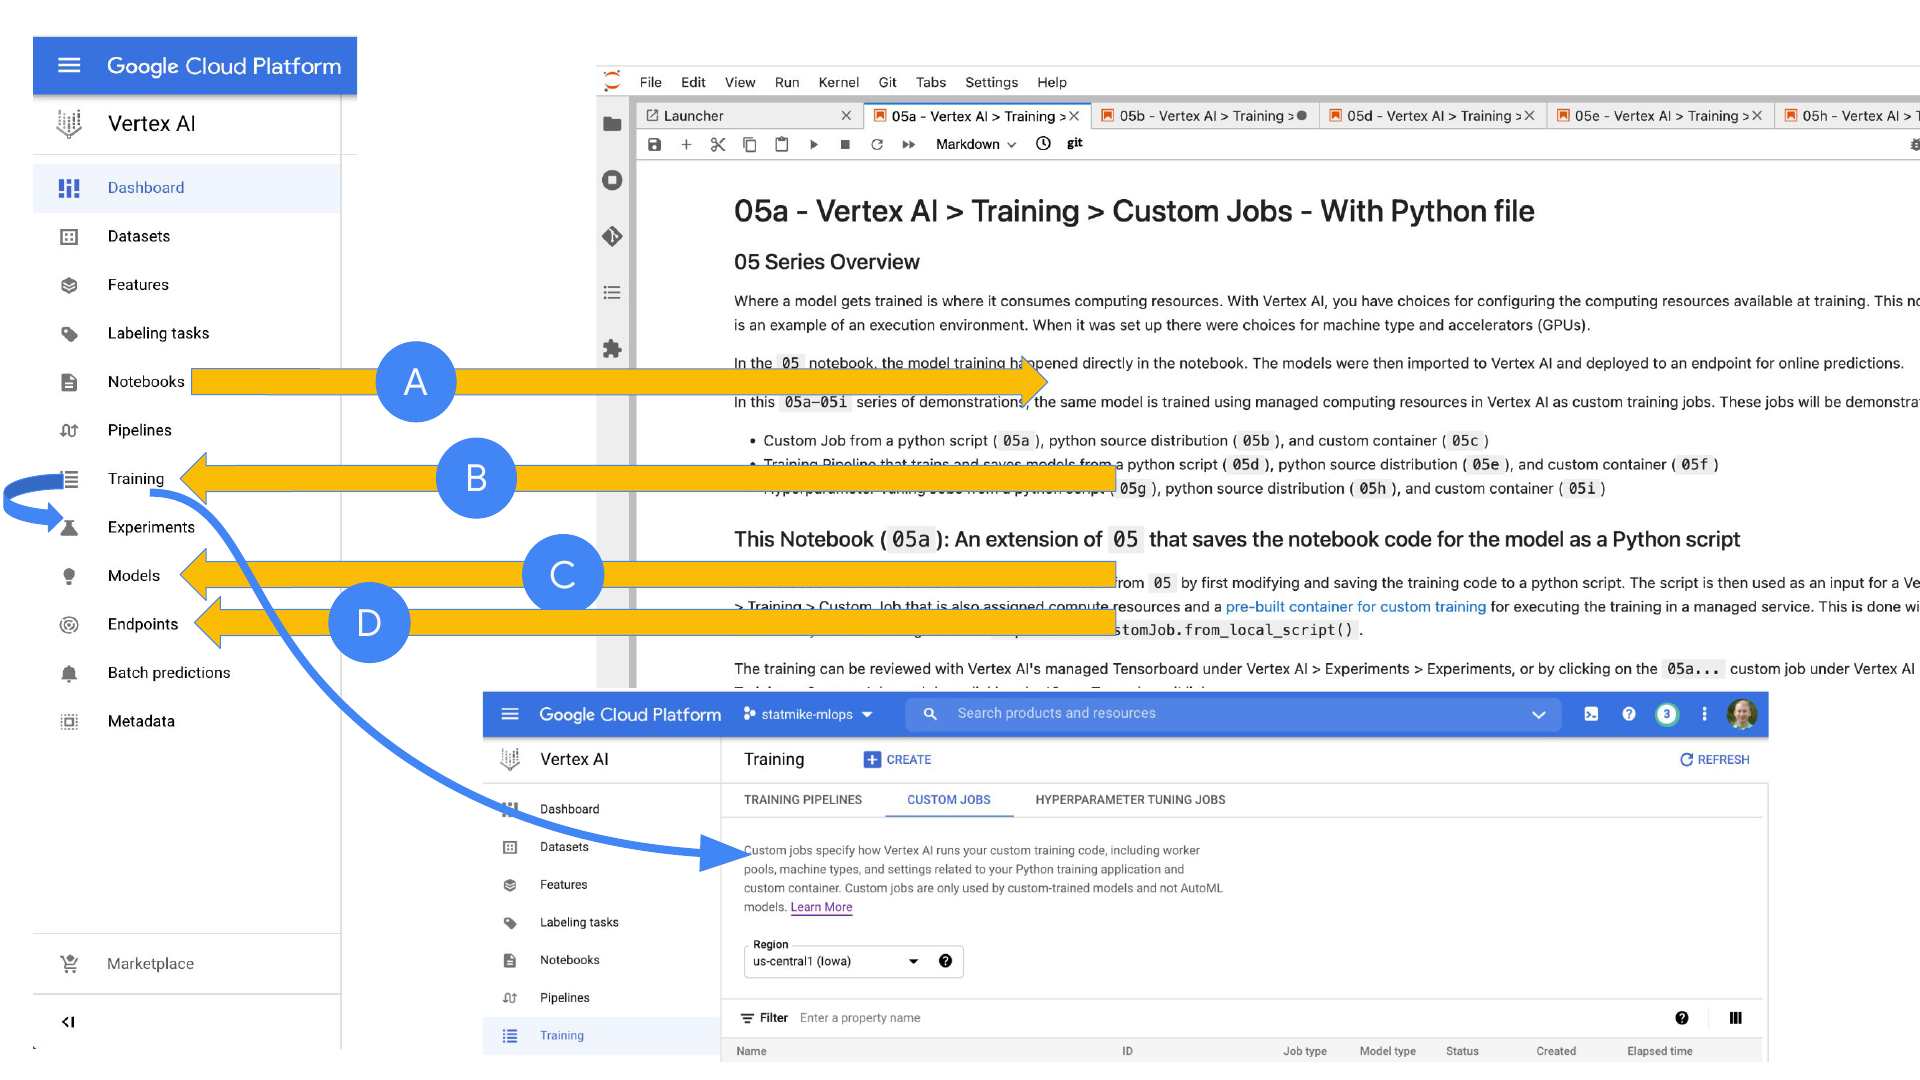 Google Cloud Platform
Vertex AI
Dashboard
Datasets
Features
Labeling tasks
Notebooks
Pipelines
Training
Experiments
Models
Endpoints
Batch predictions
Metadata
Marketplace
A
B
C
D
File Edit View Run Kernel Git Tabs Settings Help
Launcher
05a - Vertex AI > Training >
05b - Vertex AI > Training >
05d - Vertex AI > Training >
05e - Vertex AI > Training >
05h - Vertex AI >
Markdown
git
05a - Vertex AI > Training > Custom Jobs - With Python file
05 Series Overview
Where a model gets trained is where it consumes computing resources. With Vertex AI, you have choices for configuring the computing resources available at training. This
is an example of an execution environment. When it was set up there were choices for machine type and accelerators (GPUs).
In the 05 notebook, the model training happened directly in the notebook. The models were then imported to Vertex AI and deployed to an endpoint for online predictions.
In this 05a-05i series of demonstrations, the same model is trained using managed computing resources in Vertex AI as custom training jobs. These jobs will be
• Custom Job from a python script ( 05a ), python source distribution ( 05b ), and custom container ( 05c )
• Training Pipeline that trains and saves models from a python script ( 05d ), python source distribution ( 05e ), and custom container ( 05f )
Hyperparameter Tuning Jobs from a python script ( 05g ), python source distribution ( 05h ), and custom container ( 05i )
This Notebook ( 05a ): An extension of 05 that saves the notebook code for the model as a Python script
from 05 by first modifying and saving the training code to a python script. The script is then used as an input for a
> Training > Custom Job that is also assigned compute resources and a pre-built container for custom training for executing the training in a managed service. This is done
stomJob.from_local_script() .
The training can be reviewed with Vertex AI's managed Tensorboard under Vertex AI > Experiments > Experiments, or by clicking on the 05a... custom job under Vertex AI
Google Cloud Platform
statmike-mlops
Search products and resources
3
Vertex AI
Dashboard
Datasets
Features
Labeling tasks
Notebooks
Pipelines
Training
Training
CREATE
REFRESH
TRAINING PIPELINES CUSTOM JOBS HYPERPARAMETER TUNING JOBS
Custom jobs specify how Vertex AI runs your custom training code, including worker
pools, machine types, and settings related to your Python training application and
custom container. Custom jobs are only used by custom-trained models and not AutoML
models. Learn More
Region
us-central1 (Iowa)
Filter Enter a property name
Name ID Job type Model type Status Created Elapsed time